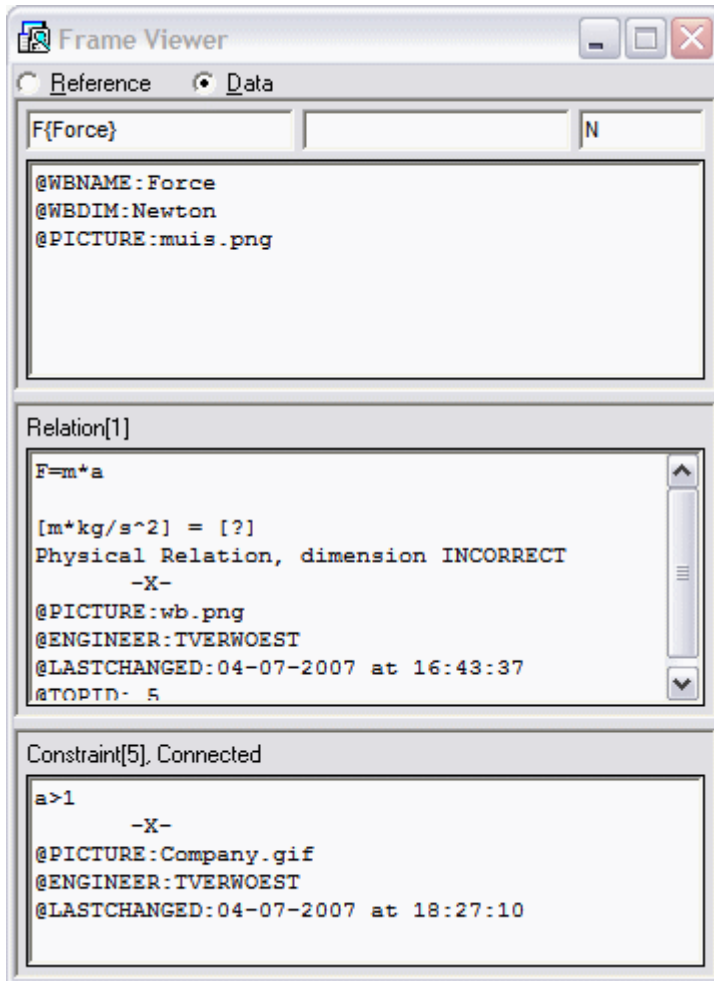 Frame Viewer
Reference Data
F{Force} N
@WBNAME:Force
@WBDIM:Newton
@PICTURE:muis.png
Relation[1]
F=m*a
[m*kg/s^2] = [?]
Physical Relation, dimension INCORRECT
-X-
@PICTURE:wb.png
@ENGINEER:TVERWOEST
@LASTCHANGED:04-07-2007 at 16:43:37
@TOPID: 5
Constraint[5], Connected
a>1
-X-
@PICTURE:Company.gif
@ENGINEER:TVERWOEST
@LASTCHANGED:04-07-2007 at 18:27:10